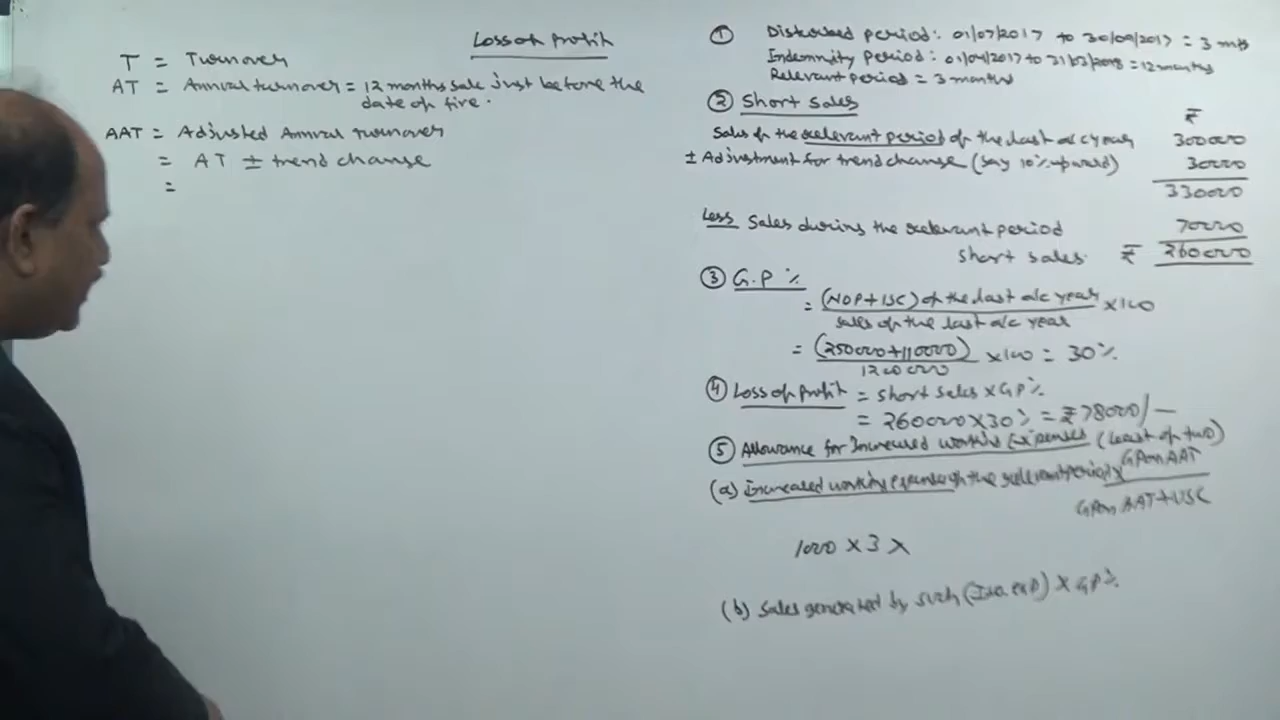 Loss of Profit
T = Turnover
AT = Annual turnover = 12 months sale just before the
date of fire.
AAT = Adjusted Annual turnover
= AT ± trend change
=
① Distursed period: 01/07/2017 to 30/09/2017 = 3 mts
Indemnity Period: 01/04/2017 to 31/03/2018 = 12 months
Relevant period = 3 months
② Short Sales
₹
Sales of the relevant period of the last a/c year 300000
± Adjustment for trend change (say 10% upward) 30000
330000
Less Sales during the relevant period 70000
short sales. ₹ 260000
③ G.P %
= (NOP+ISC) of the last a/c year ×100
sales of the last a/c year
= (250000+110000) ×100 = 30%
1200000
④ Loss of profit = short sales × GP%
= 260000×30% = ₹78000/—
⑤ Allowance for Increased working Expenses (least of two)
(a) Increased working expenses of the relevant period × GP on AAT
GP on AAT+USC
1000 × 3 ×
(b) Sales generated by such (Inc. exp) × GP%